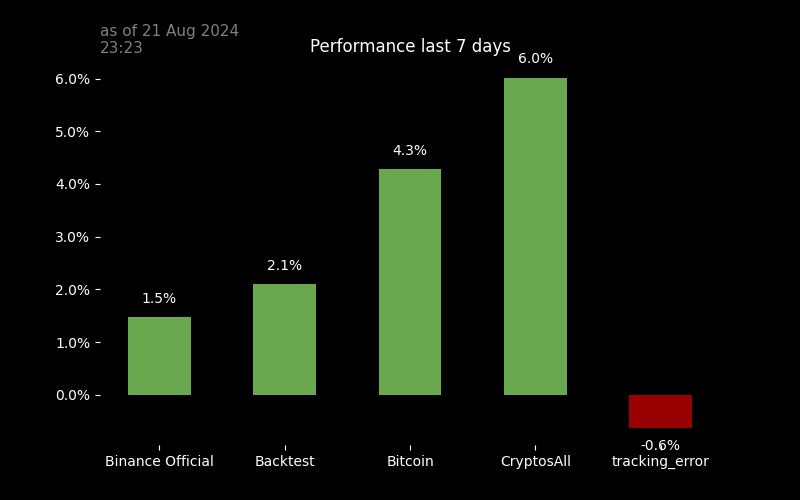 as of 21 Aug 2024
23:23
Performance last 7 days
6.0%
6.0%
5.0%
4.3%
4.0%
3.0%
2.1%
2.0%
1.5%
1.0%
0.0%
-0.6%
Binance Official
Backtest
Bitcoin
CryptosAll
tracking_error